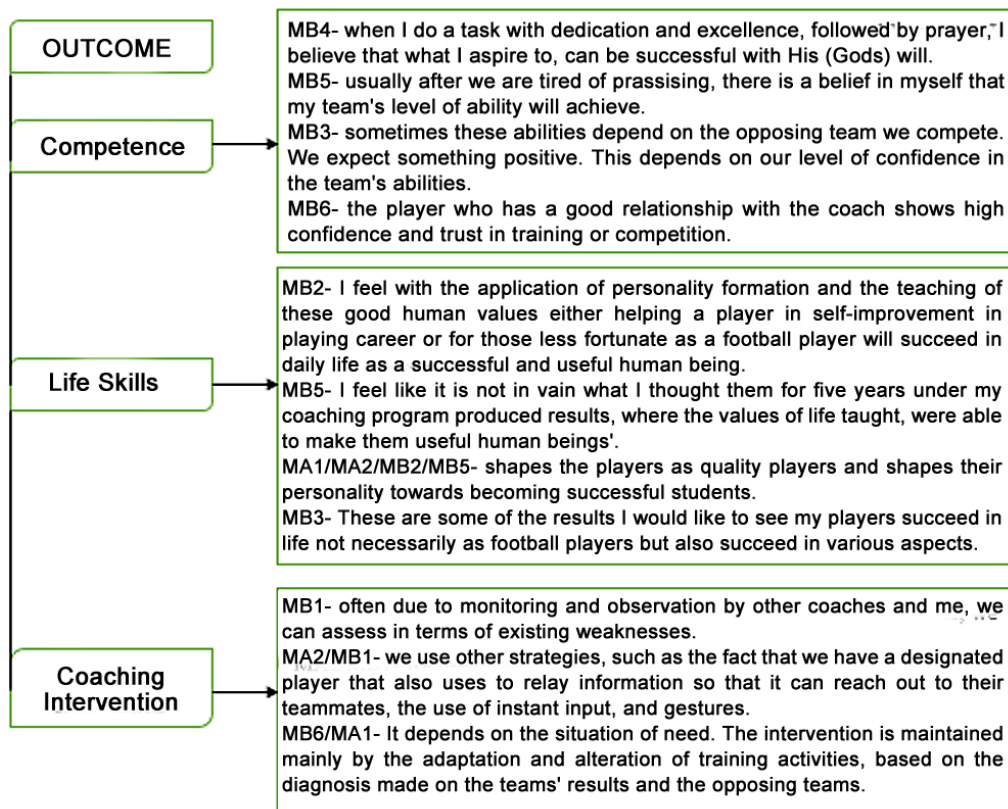 OUTCOME
MB4- when I do a task with dedication and excellence, followed by prayer, I
believe that what I aspire to, can be successful with His (Gods) will.
MB5- usually after we are tired of prassising, there is a belief in myself that
my team's level of ability will achieve.
Competence
MB3- sometimes these abilities depend on the opposing team we compete.
We expect something positive. This depends on our level of confidence in
the team's abilities.
MB6- the player who has a good relationship with the coach shows high
confidence and trust in training or competition.
Life Skills
MB2- I feel with the application of personality formation and the teaching of
these good human values either helping a player in self-improvement in
playing career or for those less fortunate as a football player will succeed in
daily life as a successful and useful human being.
MB5- I feel like it is not in vain what I thought them for five years under my
coaching program produced results, where the values of life taught, were able
to make them useful human beings'.
MA1/MA2/MB2/MB5- shapes the players as quality players and shapes their
personality towards becoming successful students.
MB3- These are some of the results I would like to see my players succeed in
life not necessarily as football players but also succeed in various aspects.
Coaching
Intervention
MB1- often due to monitoring and observation by other coaches and me, we
can assess in terms of existing weaknesses.
MA2/MB1- we use other strategies, such as the fact that we have a designated
player that also uses to relay information so that it can reach out to their
teammates, the use of instant input, and gestures.
MB6/MA1- It depends on the situation of need. The intervention is maintained
mainly by the adaptation and alteration of training activities, based on the
diagnosis made on the teams' results and the opposing teams.